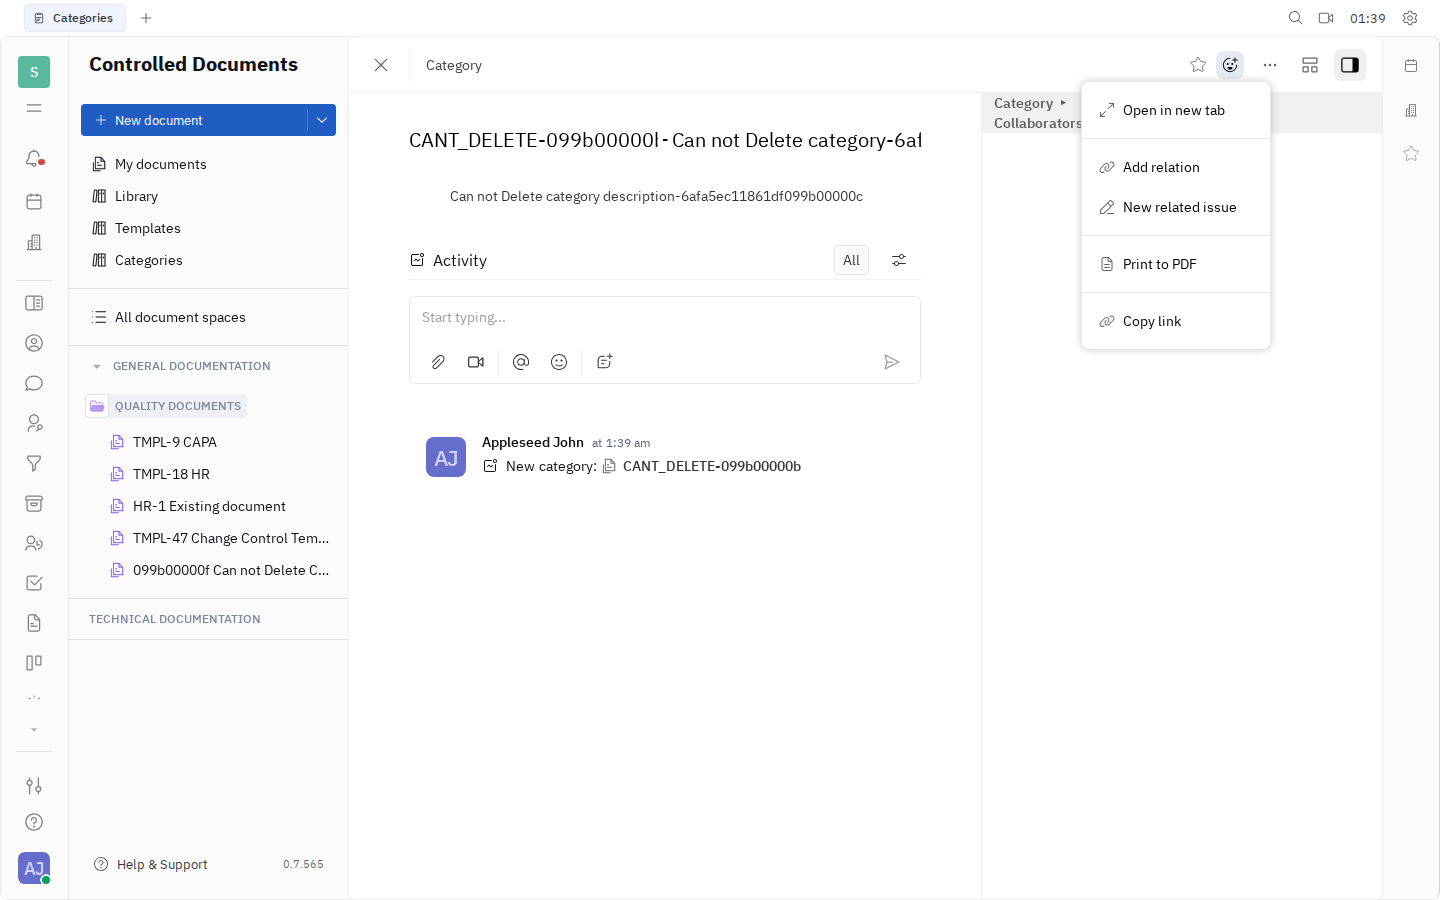 Categories
01:39
S
Controlled Documents
New document
My documents
Library
Templates
Categories
All document spaces
GENERAL DOCUMENTATION
QUALITY DOCUMENTS
TMPL-9 CAPA
TMPL-18 HR
HR-1 Existing document
TMPL-47 Change Control Tem...
099b00000f Can not Delete C...
TECHNICAL DOCUMENTATION
Help & Support
0.7.565
AJ
Category
CANT_DELETE-099b00000b - Can not Delete category-6af
Can not Delete category description-6afa5ec11861df099b00000c
Activity
All
Start typing...
AJ
Appleseed John at 1:39 am
New category: CANT_DELETE-099b00000b
Category
Collaborators
Open in new tab
Add relation
New related issue
Print to PDF
Copy link